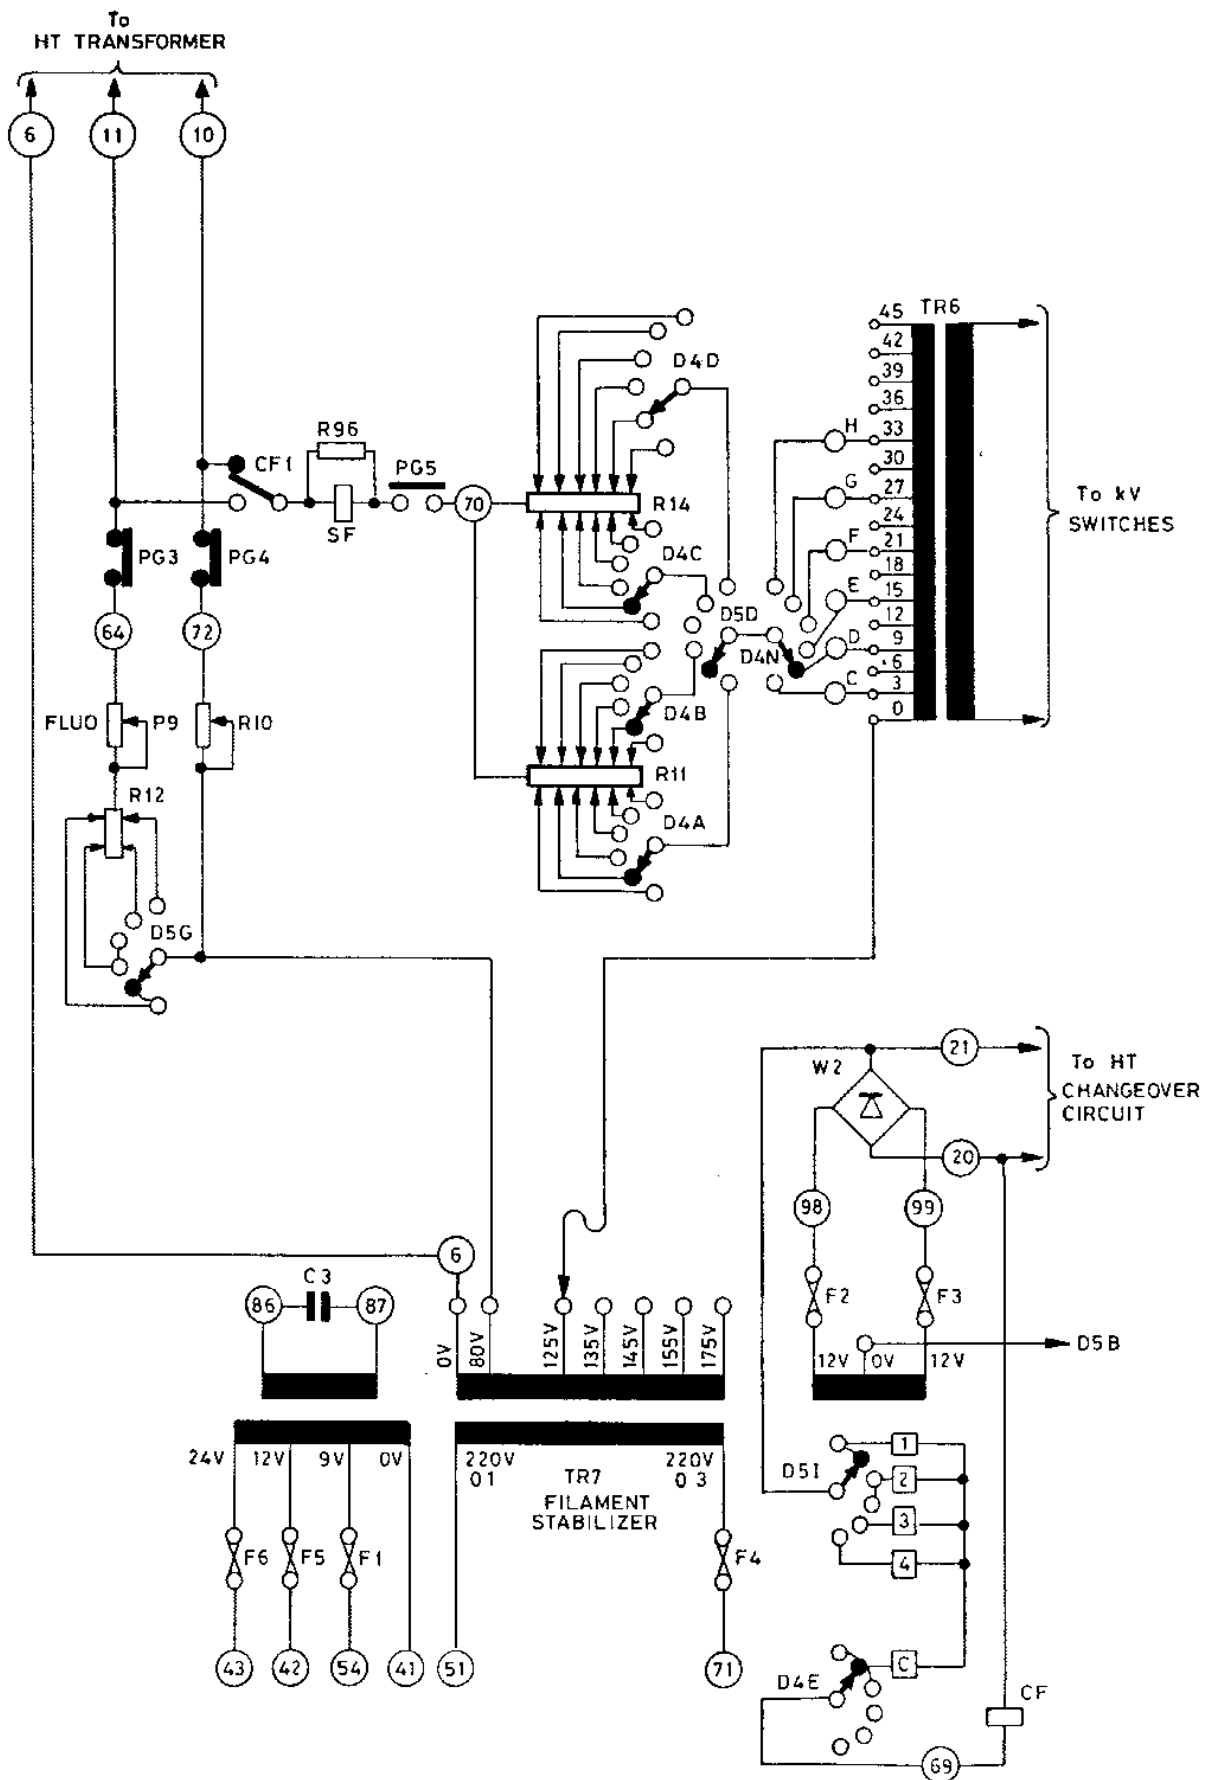 To
HT TRANSFORMER
6
11
10
TR6
45
42
39
36
33
30
27
24
21
18
15
12
9
6
3
0
H
G
F
E
D
C
To kV
SWITCHES
D4D
R96
CF1
PG5
SF
70
R14
PG3
PG4
D4C
64
72
D5D
D4N
FLUO
P9
R10
D4B
R11
R12
D4A
D5G
21
To HT
CHANGEOVER
CIRCUIT
W2
20
98
99
6
C3
86
87
F2
F3
0V
80V
125V
135V
145V
155V
175V
12V
0V
12V
D5B
24V
12V
9V
0V
220V
01
220V
03
TR7
FILAMENT
STABILIZER
D5I
1
2
3
4
F6
F5
F1
F4
43
42
54
41
51
71
D4E
C
CF
69